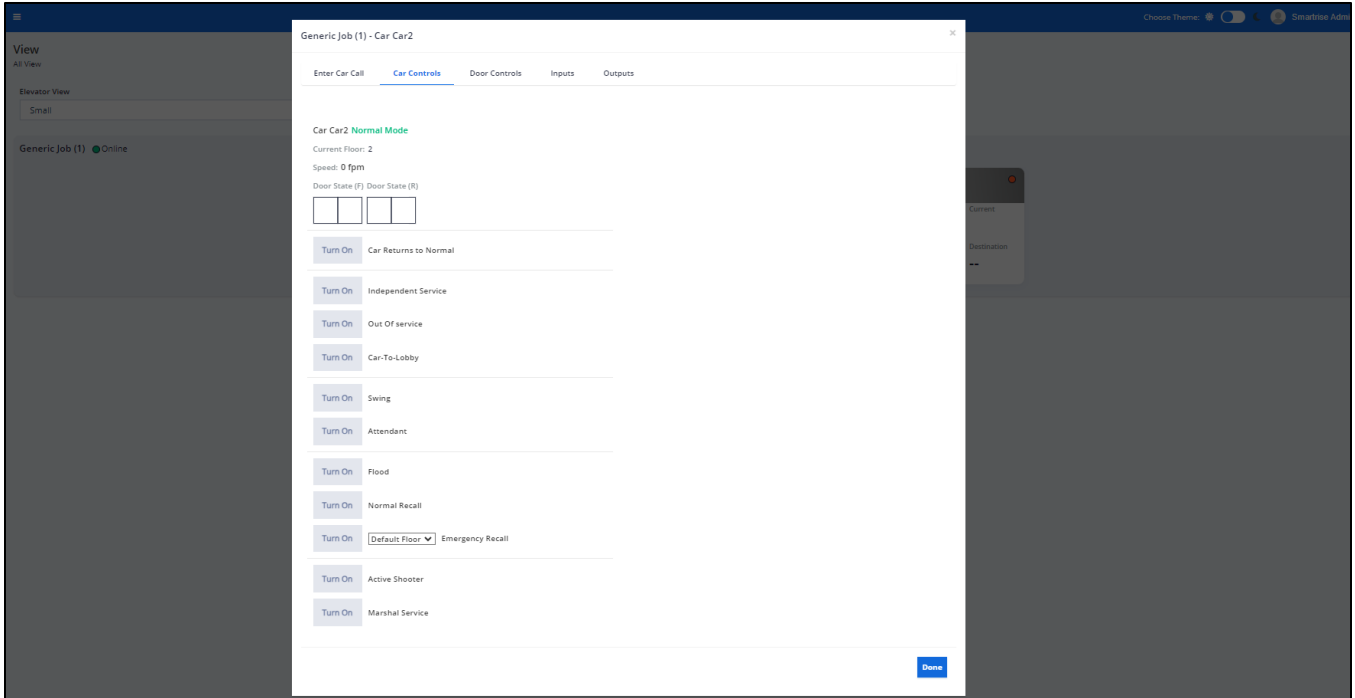 Choose Theme:
Smartrise Adm
View
All View
Elevator View
Small
Generic Job (1) Online
Generic Job (1) - Car Car2
×
Enter Car Call Car Controls Door Controls Inputs Outputs
Car Car2 Normal Mode
Current Floor: 2
Speed: 0 fpm
Door State (F) Door State (R)
Turn On Car Returns to Normal
Turn On Independent Service
Turn On Out Of service
Turn On Car-To-Lobby
Turn On Swing
Turn On Attendant
Turn On Flood
Turn On Normal Recall
Turn On Default Floor Emergency Recall
Turn On Active Shooter
Turn On Marshal Service
Done
Current
Destination
--